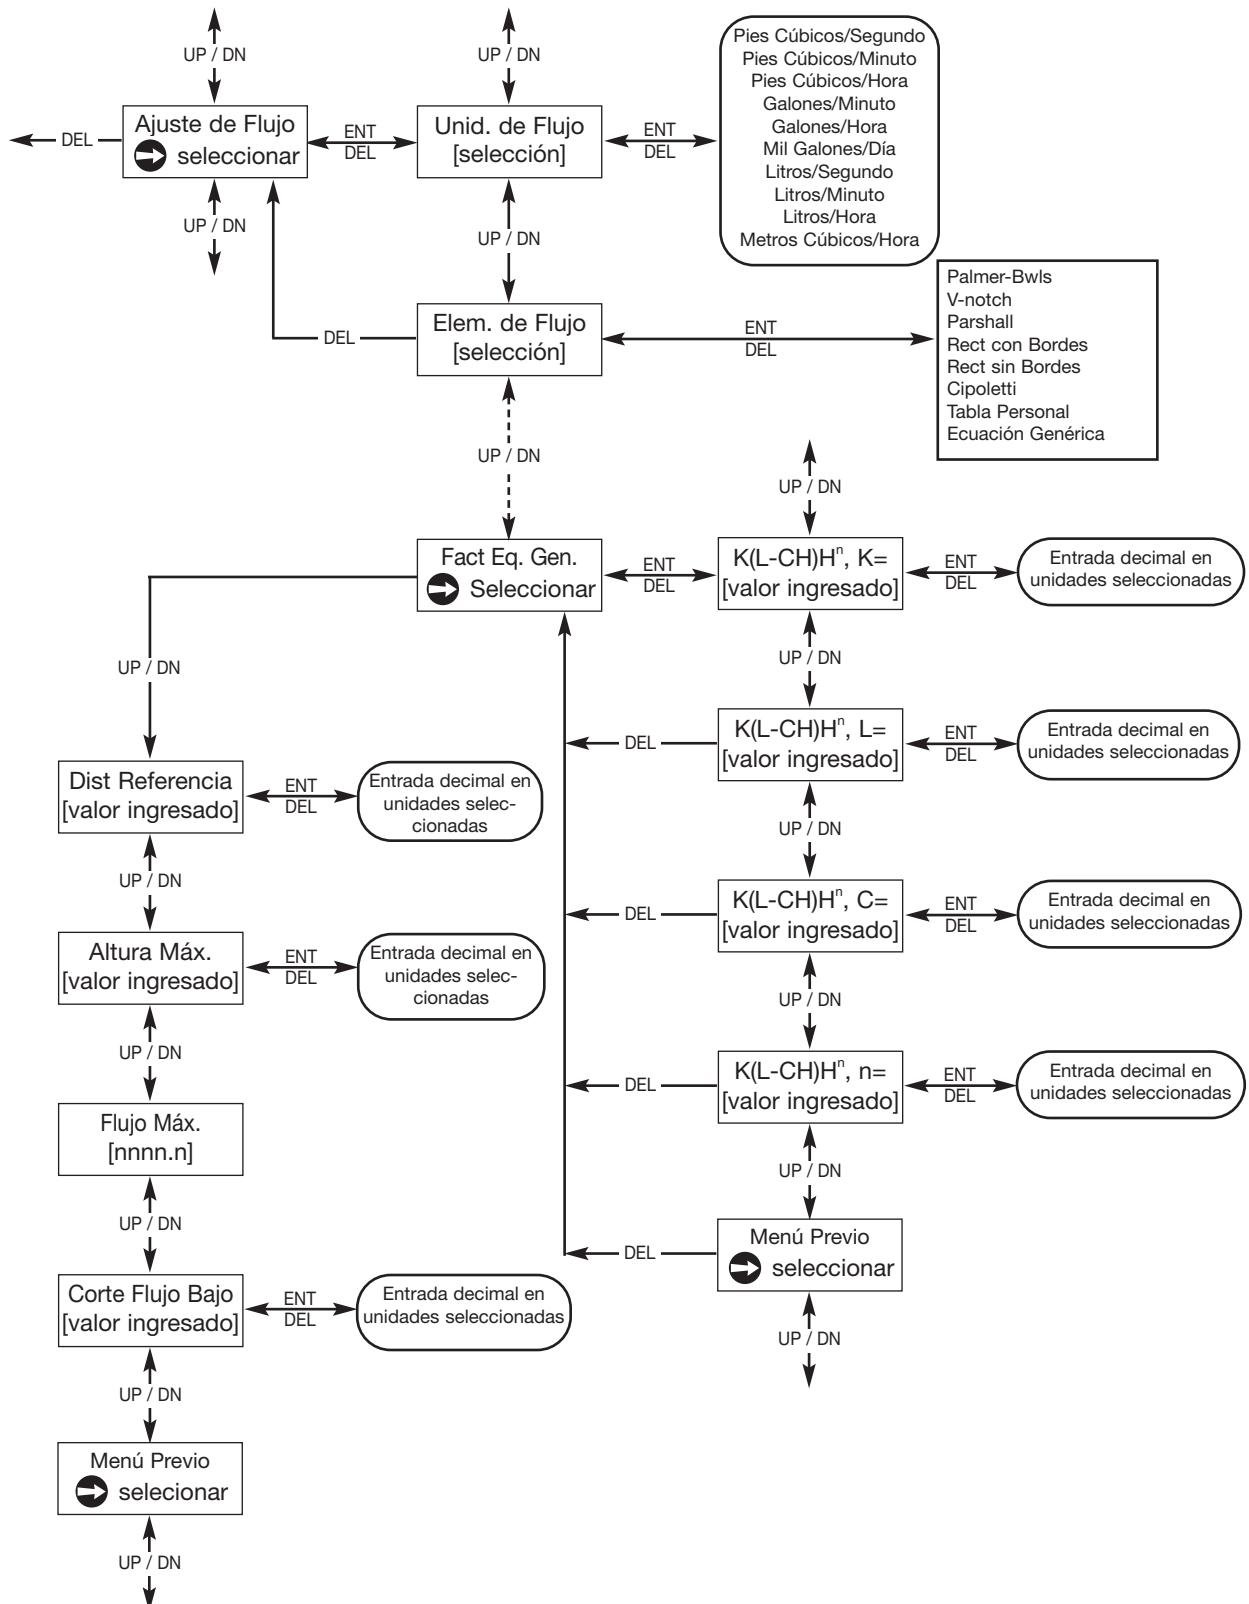 UP / DN
UP / DN
Pies Cúbicos/Segundo
Pies Cúbicos/Minuto
Pies Cúbicos/Hora
Galones/Minuto
Galones/Hora
Mil Galones/Día
Litros/Segundo
Litros/Minuto
Litros/Hora
Metros Cúbicos/Hora
DEL
Ajuste de Flujo
seleccionar
ENT
DEL
Unid. de Flujo
[selección]
ENT
DEL
UP / DN
UP / DN
DEL
Elem. de Flujo
[selección]
ENT
DEL
Palmer-Bwls
V-notch
Parshall
Rect con Bordes
Rect sin Bordes
Cipoletti
Tabla Personal
Ecuación Genérica
UP / DN
UP / DN
Fact Eq. Gen.
Seleccionar
ENT
DEL
K(L-CH)Hⁿ, K=
[valor ingresado]
ENT
DEL
Entrada decimal en
unidades seleccionadas
UP / DN
UP / DN
DEL
K(L-CH)Hⁿ, L=
[valor ingresado]
ENT
DEL
Entrada decimal en
unidades seleccionadas
Dist Referencia
[valor ingresado]
ENT
DEL
Entrada decimal en
unidades selec-
cionadas
UP / DN
UP / DN
DEL
K(L-CH)Hⁿ, C=
[valor ingresado]
ENT
DEL
Entrada decimal en
unidades seleccionadas
Altura Máx.
[valor ingresado]
ENT
DEL
Entrada decimal en
unidades selec-
cionadas
UP / DN
UP / DN
DEL
K(L-CH)Hⁿ, n=
[valor ingresado]
ENT
DEL
Entrada decimal en
unidades seleccionadas
Flujo Máx.
[nnnn.n]
UP / DN
UP / DN
DEL
Menú Previo
seleccionar
Corte Flujo Bajo
[valor ingresado]
ENT
DEL
Entrada decimal en
unidades seleccionadas
UP / DN
UP / DN
Menú Previo
selecionar
UP / DN